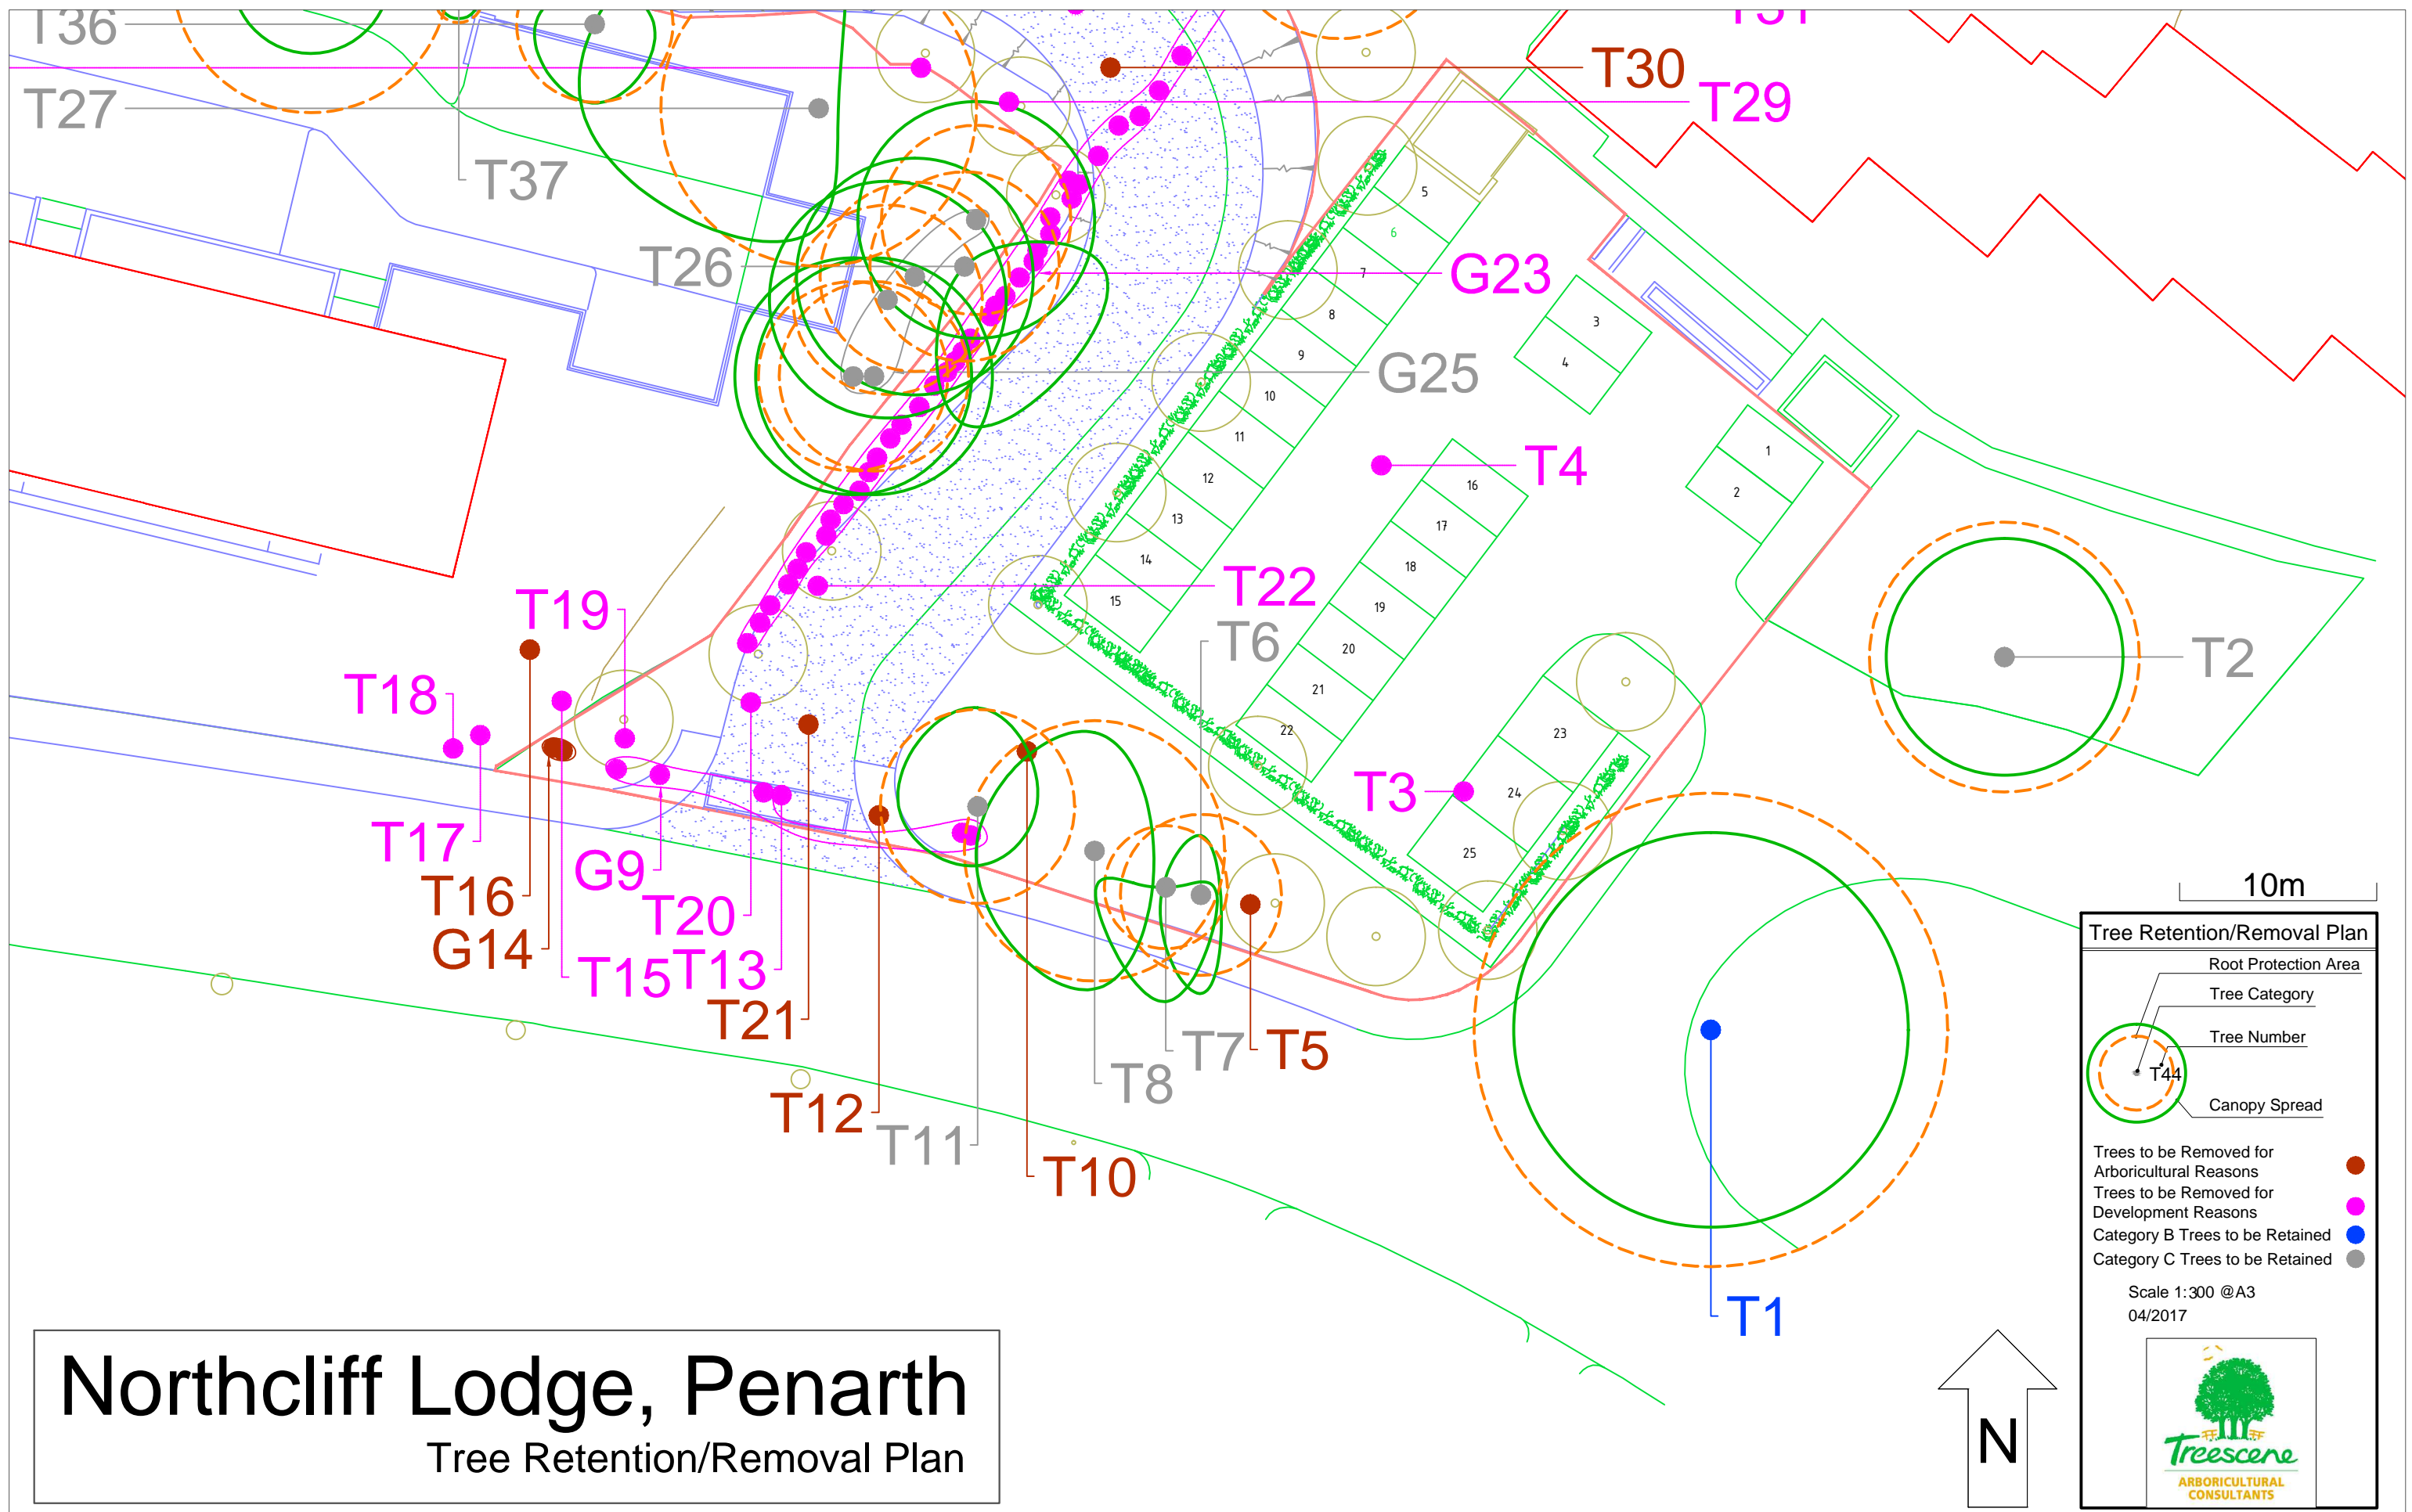 T36
T31
T30
T27
T29
T37
5
6
T26
7
G23
3
8
4
9
G25
10
11
1
T4
12
16
2
13
17
14
18
T22
15
19
T19
T6
20
T2
T18
21
22
23
T3
24
T17
25
G9
T16
10m
T20
G14
T15
T13
T21
T7
T5
T8
T12
T11
T10
T1
Tree Retention/Removal Plan
Root Protection Area
Tree Category
Tree Number
T44
Canopy Spread
Trees to be Removed for
Arboricultural Reasons
Trees to be Removed for
Development Reasons
Category B Trees to be Retained
Category C Trees to be Retained
Scale 1:300 @A3
04/2017
Treescene
ARBORICULTURAL
CONSULTANTS
N
Northcliff Lodge, Penarth
Tree Retention/Removal Plan